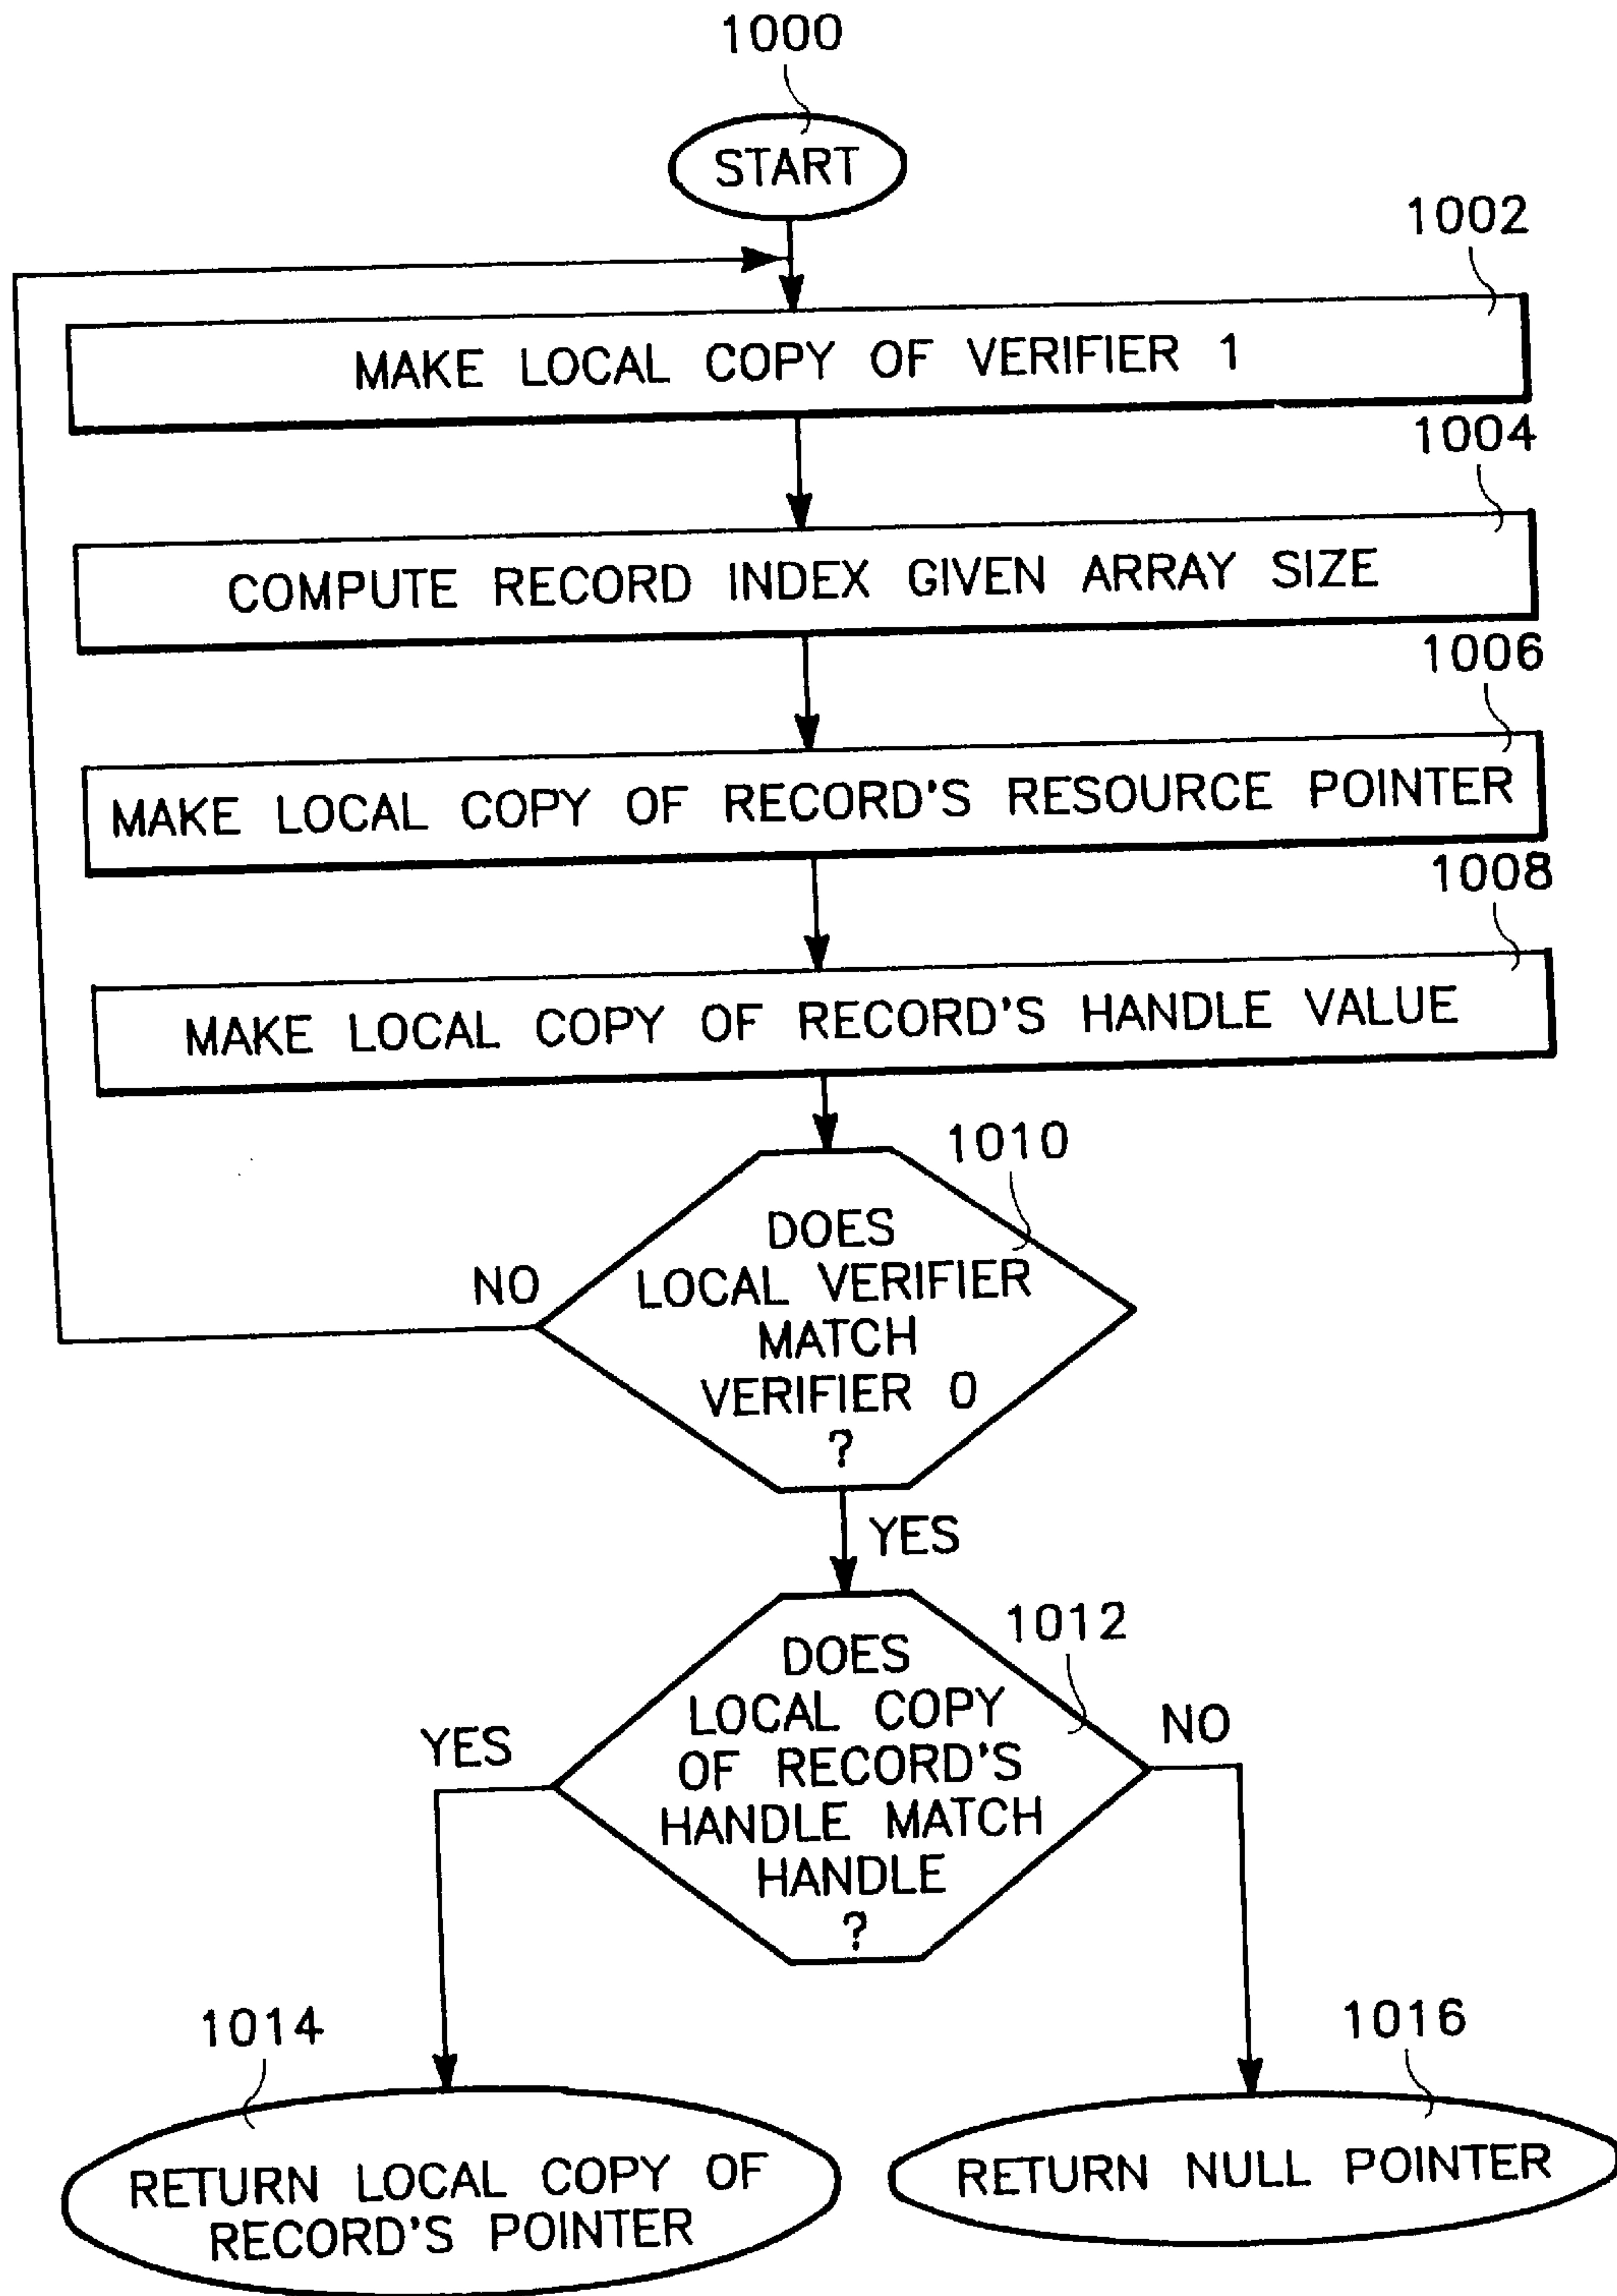 1000
START
1002
MAKE LOCAL COPY OF VERIFIER 1
1004
COMPUTE RECORD INDEX GIVEN ARRAY SIZE
1006
MAKE LOCAL COPY OF RECORD'S RESOURCE POINTER
1008
MAKE LOCAL COPY OF RECORD'S HANDLE VALUE
1010
DOES
LOCAL VERIFIER
MATCH
VERIFIER 0
?
NO
YES
1012
DOES
LOCAL COPY
OF RECORD'S
HANDLE MATCH
HANDLE
?
YES
NO
1014
RETURN LOCAL COPY OF
RECORD'S POINTER
1016
RETURN NULL POINTER